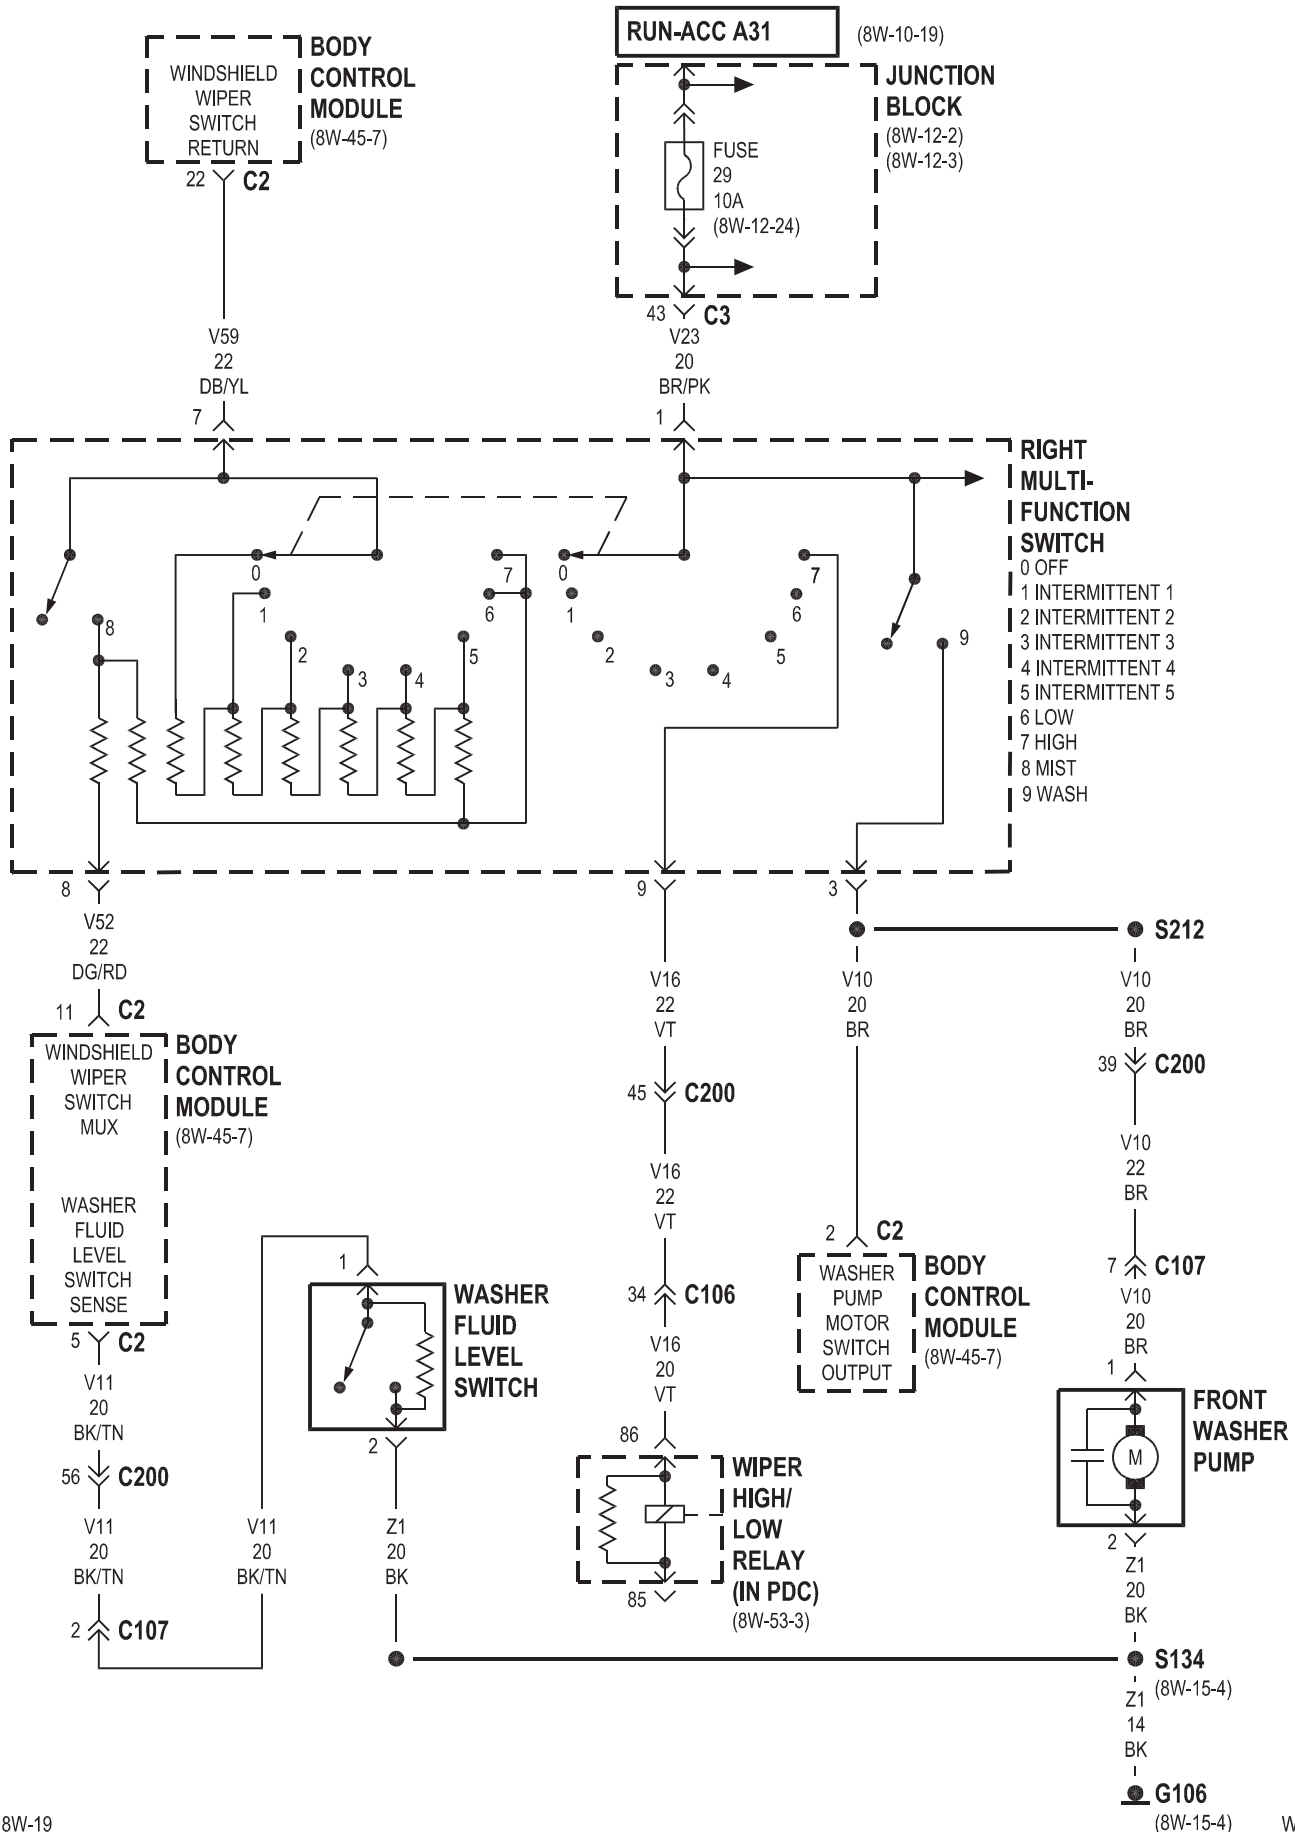 RUN-ACC A31
(8W-10-19)
BODY
CONTROL
MODULE
(8W-45-7)
WINDSHIELD
WIPER
SWITCH
RETURN
22
C2
JUNCTION
BLOCK
(8W-12-2)
(8W-12-3)
FUSE
29
10A
(8W-12-24)
43
C3
V59
22
DB/YL
7
V23
20
BR/PK
1
RIGHT
MULTI-
FUNCTION
SWITCH
0 OFF
1 INTERMITTENT 1
2 INTERMITTENT 2
3 INTERMITTENT 3
4 INTERMITTENT 4
5 INTERMITTENT 5
6 LOW
7 HIGH
8 MIST
9 WASH
8
0
1
2
3
4
5
6
7
0
1
2
3
4
5
6
7
9
8
V52
22
DG/RD
11
C2
WINDSHIELD
WIPER
SWITCH
MUX
BODY
CONTROL
MODULE
(8W-45-7)
WASHER
FLUID
LEVEL
SWITCH
SENSE
5
C2
V11
20
BK/TN
56
C200
V11
20
BK/TN
2
C107
V11
20
BK/TN
1
WASHER
FLUID
LEVEL
SWITCH
2
Z1
20
BK
9
V16
22
VT
45
C200
V16
22
VT
34
C106
V16
20
VT
86
WIPER
HIGH/
LOW
RELAY
(IN PDC)
(8W-53-3)
85
3
V10
20
BR
2
C2
WASHER
PUMP
MOTOR
SWITCH
OUTPUT
BODY
CONTROL
MODULE
(8W-45-7)
S212
V10
20
BR
39
C200
V10
22
BR
7
C107
V10
20
BR
1
FRONT
WASHER
PUMP
M
2
Z1
20
BK
S134
(8W-15-4)
Z1
14
BK
G106
(8W-15-4)
8W-19
W